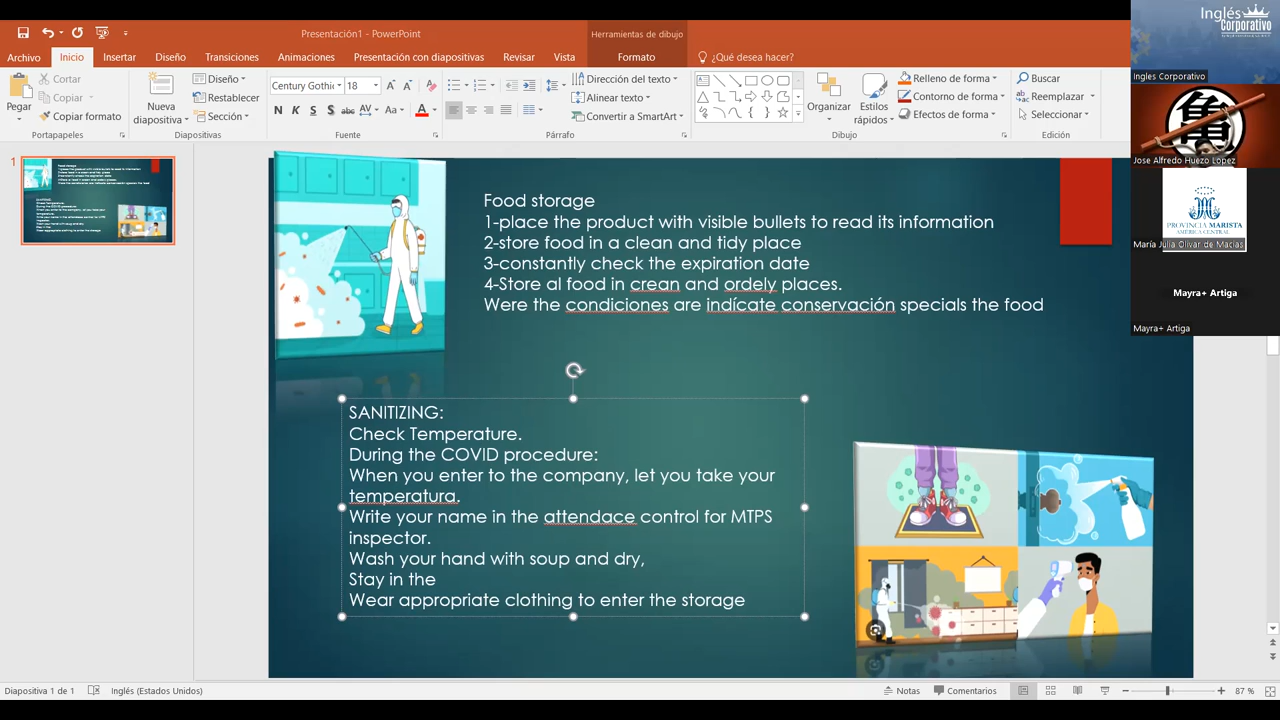 Presentación1 - PowerPoint
Herramientas de dibujo
Archivo
Inicio
Insertar
Diseño
Transiciones
Animaciones
Presentación con diapositivas
Revisar
Vista
Formato
¿Qué desea hacer?
Pegar
Cortar
Copiar
Copiar formato
Portapapeles
Nueva
diapositiva
Diseño
Restablecer
Sección
Diapositivas
Century Gothic
18
N K S S abc AV Aa A
Fuente
Dirección del texto
Alinear texto
Convertir a SmartArt
Párrafo
Organizar
Estilos
rápidos
Relleno de forma
Contorno de forma
Efectos de forma
Dibujo
Buscar
Reemplazar
Seleccionar
Edición
Inglés
Corporativo
Ingles Corporativo
Jose Alfredo Huezo Lopez
PROVINCIA MARISTA
AMÉRICA CENTRAL
María Julia Olivar de Macias
Mayra+ Artiga
Mayra+ Artiga
1
Food storage
1-place the product with visible bullets to read its information
2-store food in a clean and tidy place
3-constantly check the expiration date
4-Store al food in crean and ordely places.
Were the condiciones are indícate conservación specials the food
SANITIZING:
Check Temperature.
During the COVID procedure:
When you enter to the company, let you take your
temperatura.
Write your name in the attendace control for MTPS
inspector.
Wash your hand with soup and dry,
Stay in the
Wear appropriate clothing to enter the storage
Diapositiva 1 de 1
Inglés (Estados Unidos)
Notas
Comentarios
87 %